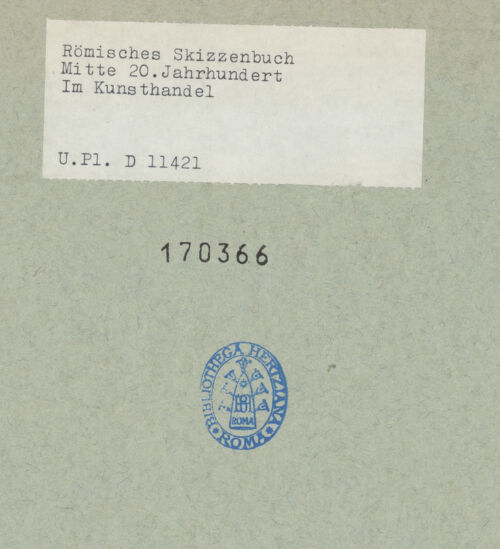 Römisches Skizzenbuch
Mitte 20.Jahrhundert
Im Kunsthandel
U.Pl. D 11421
170366
BIBLIOTHECA HERTZIANA
ROMA
ROMA